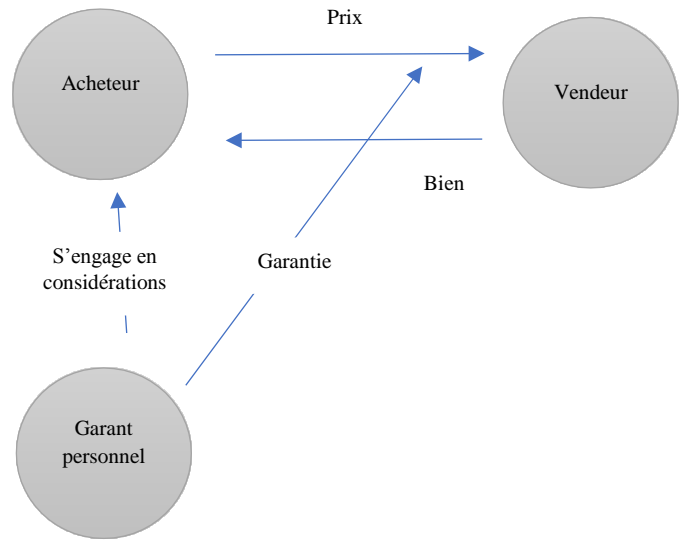 Prix
Acheteur
Vendeur
Bien
S'engage en
considérations
Garantie
Garant
personnel